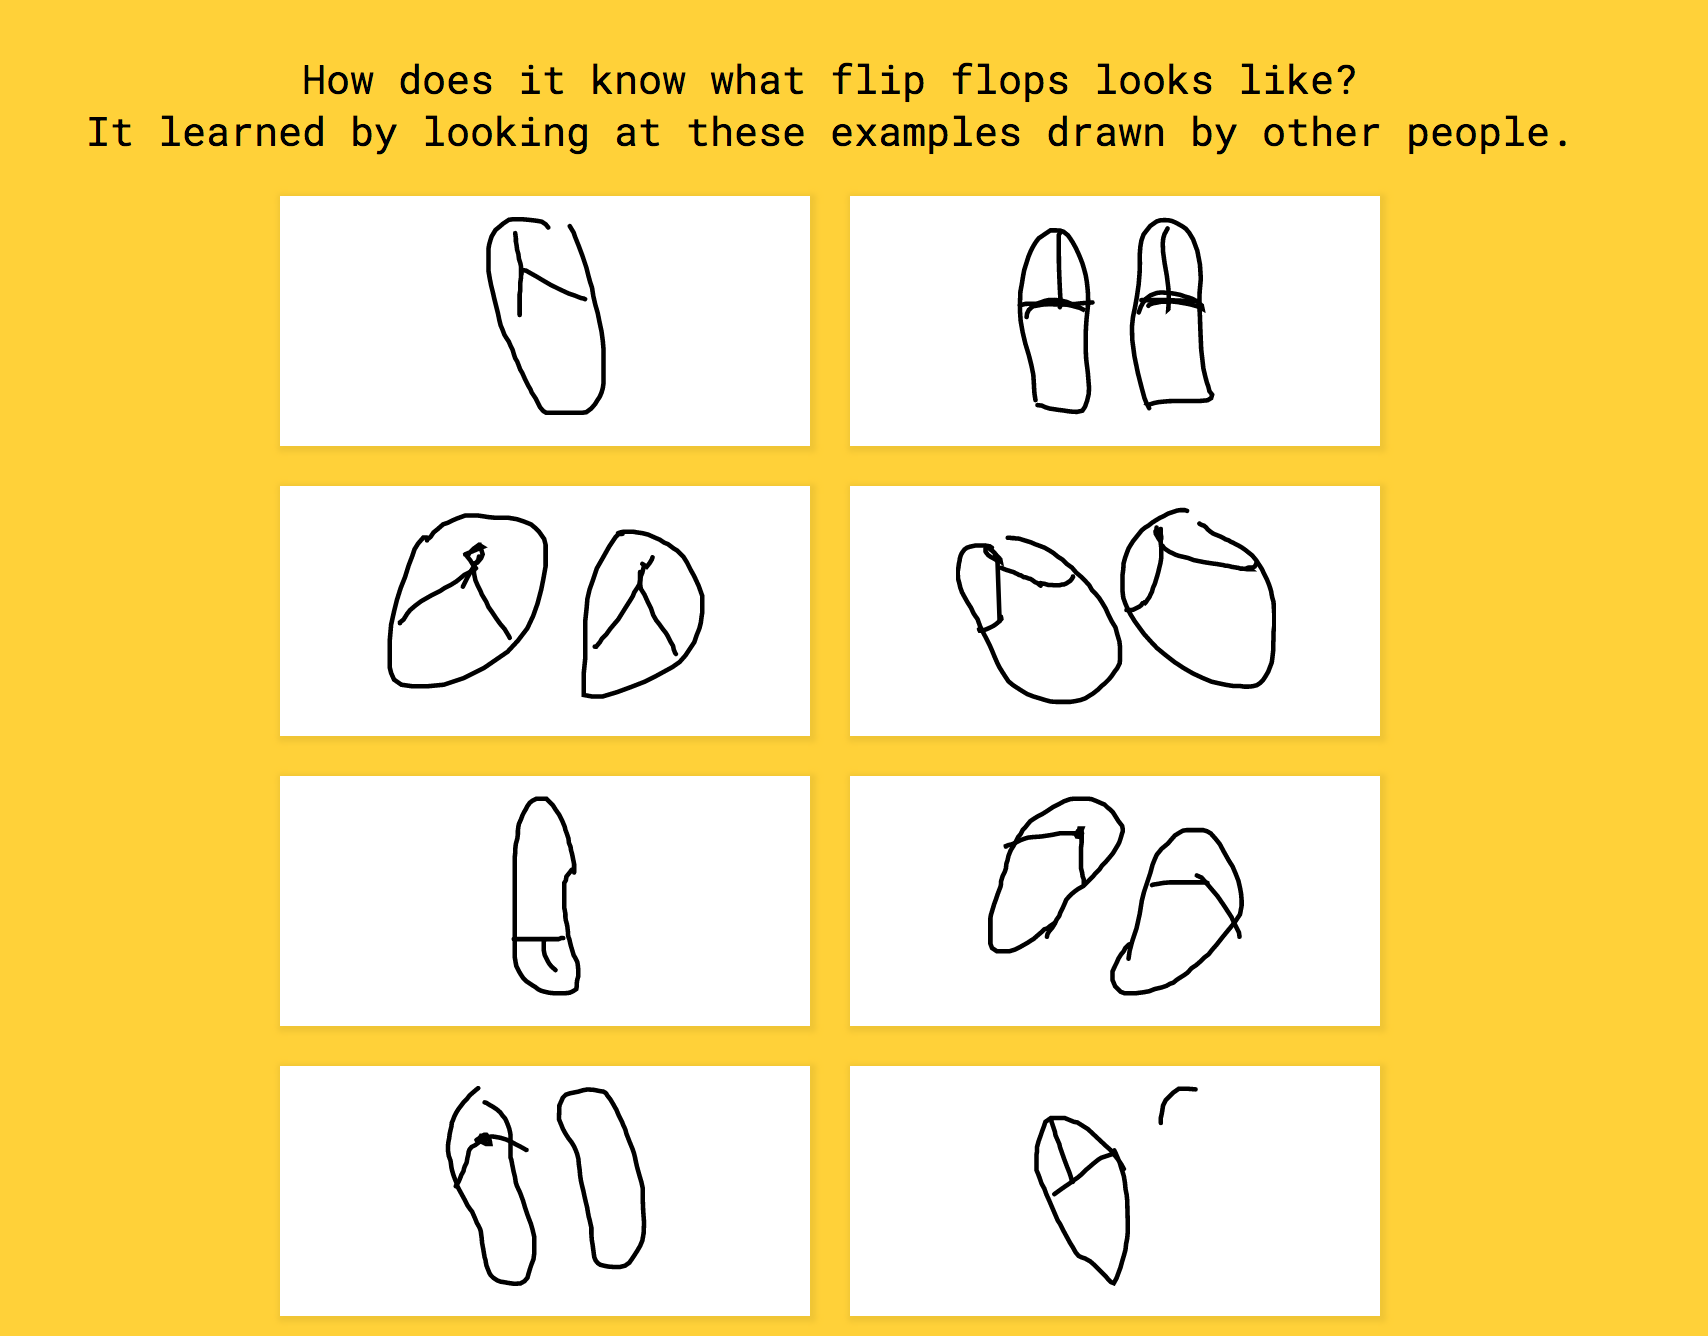 How does it know what flip flops looks like?
It learned by looking at these examples drawn by other people.